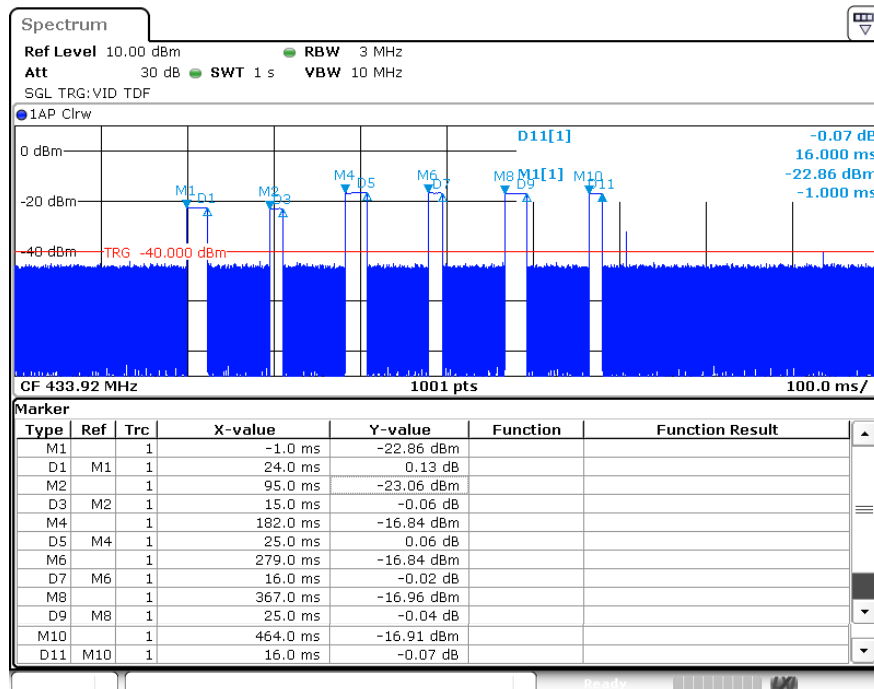 Spectrum
Ref Level 10.00 dBm RBW 3 MHz
Att 30 dB SWT 1 s VBW 10 MHz
SGL TRG:VID TDF
1AP Clrw
D11[1] -0.07 dB
16.000 ms
M1[1] -22.86 dBm
-1.000 ms
0 dBm
-20 dBm
-40 dBm
TRG -40.000 dBm
M1 D1 M2 D3 M4 D5 M6 D7 M8 D9 M10 D11
CF 433.92 MHz 1001 pts 100.0 ms/
Marker
Type Ref Trc X-value Y-value Function Function Result
M1 1 -1.0 ms -22.86 dBm
D1 M1 1 24.0 ms 0.13 dB
M2 1 95.0 ms -23.06 dBm
D3 M2 1 15.0 ms -0.06 dB
M4 1 182.0 ms -16.84 dBm
D5 M4 1 25.0 ms 0.06 dB
M6 1 279.0 ms -16.84 dBm
D7 M6 1 16.0 ms -0.02 dB
M8 1 367.0 ms -16.96 dBm
D9 M8 1 25.0 ms -0.04 dB
M10 1 464.0 ms -16.91 dBm
D11 M10 1 16.0 ms -0.07 dB
Ready